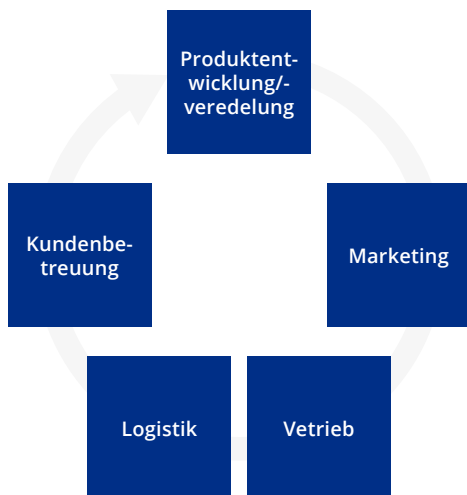 Produktent-
wicklung/-
veredelung
Marketing
Vetrieb
Logistik
Kundenbe-
treuung